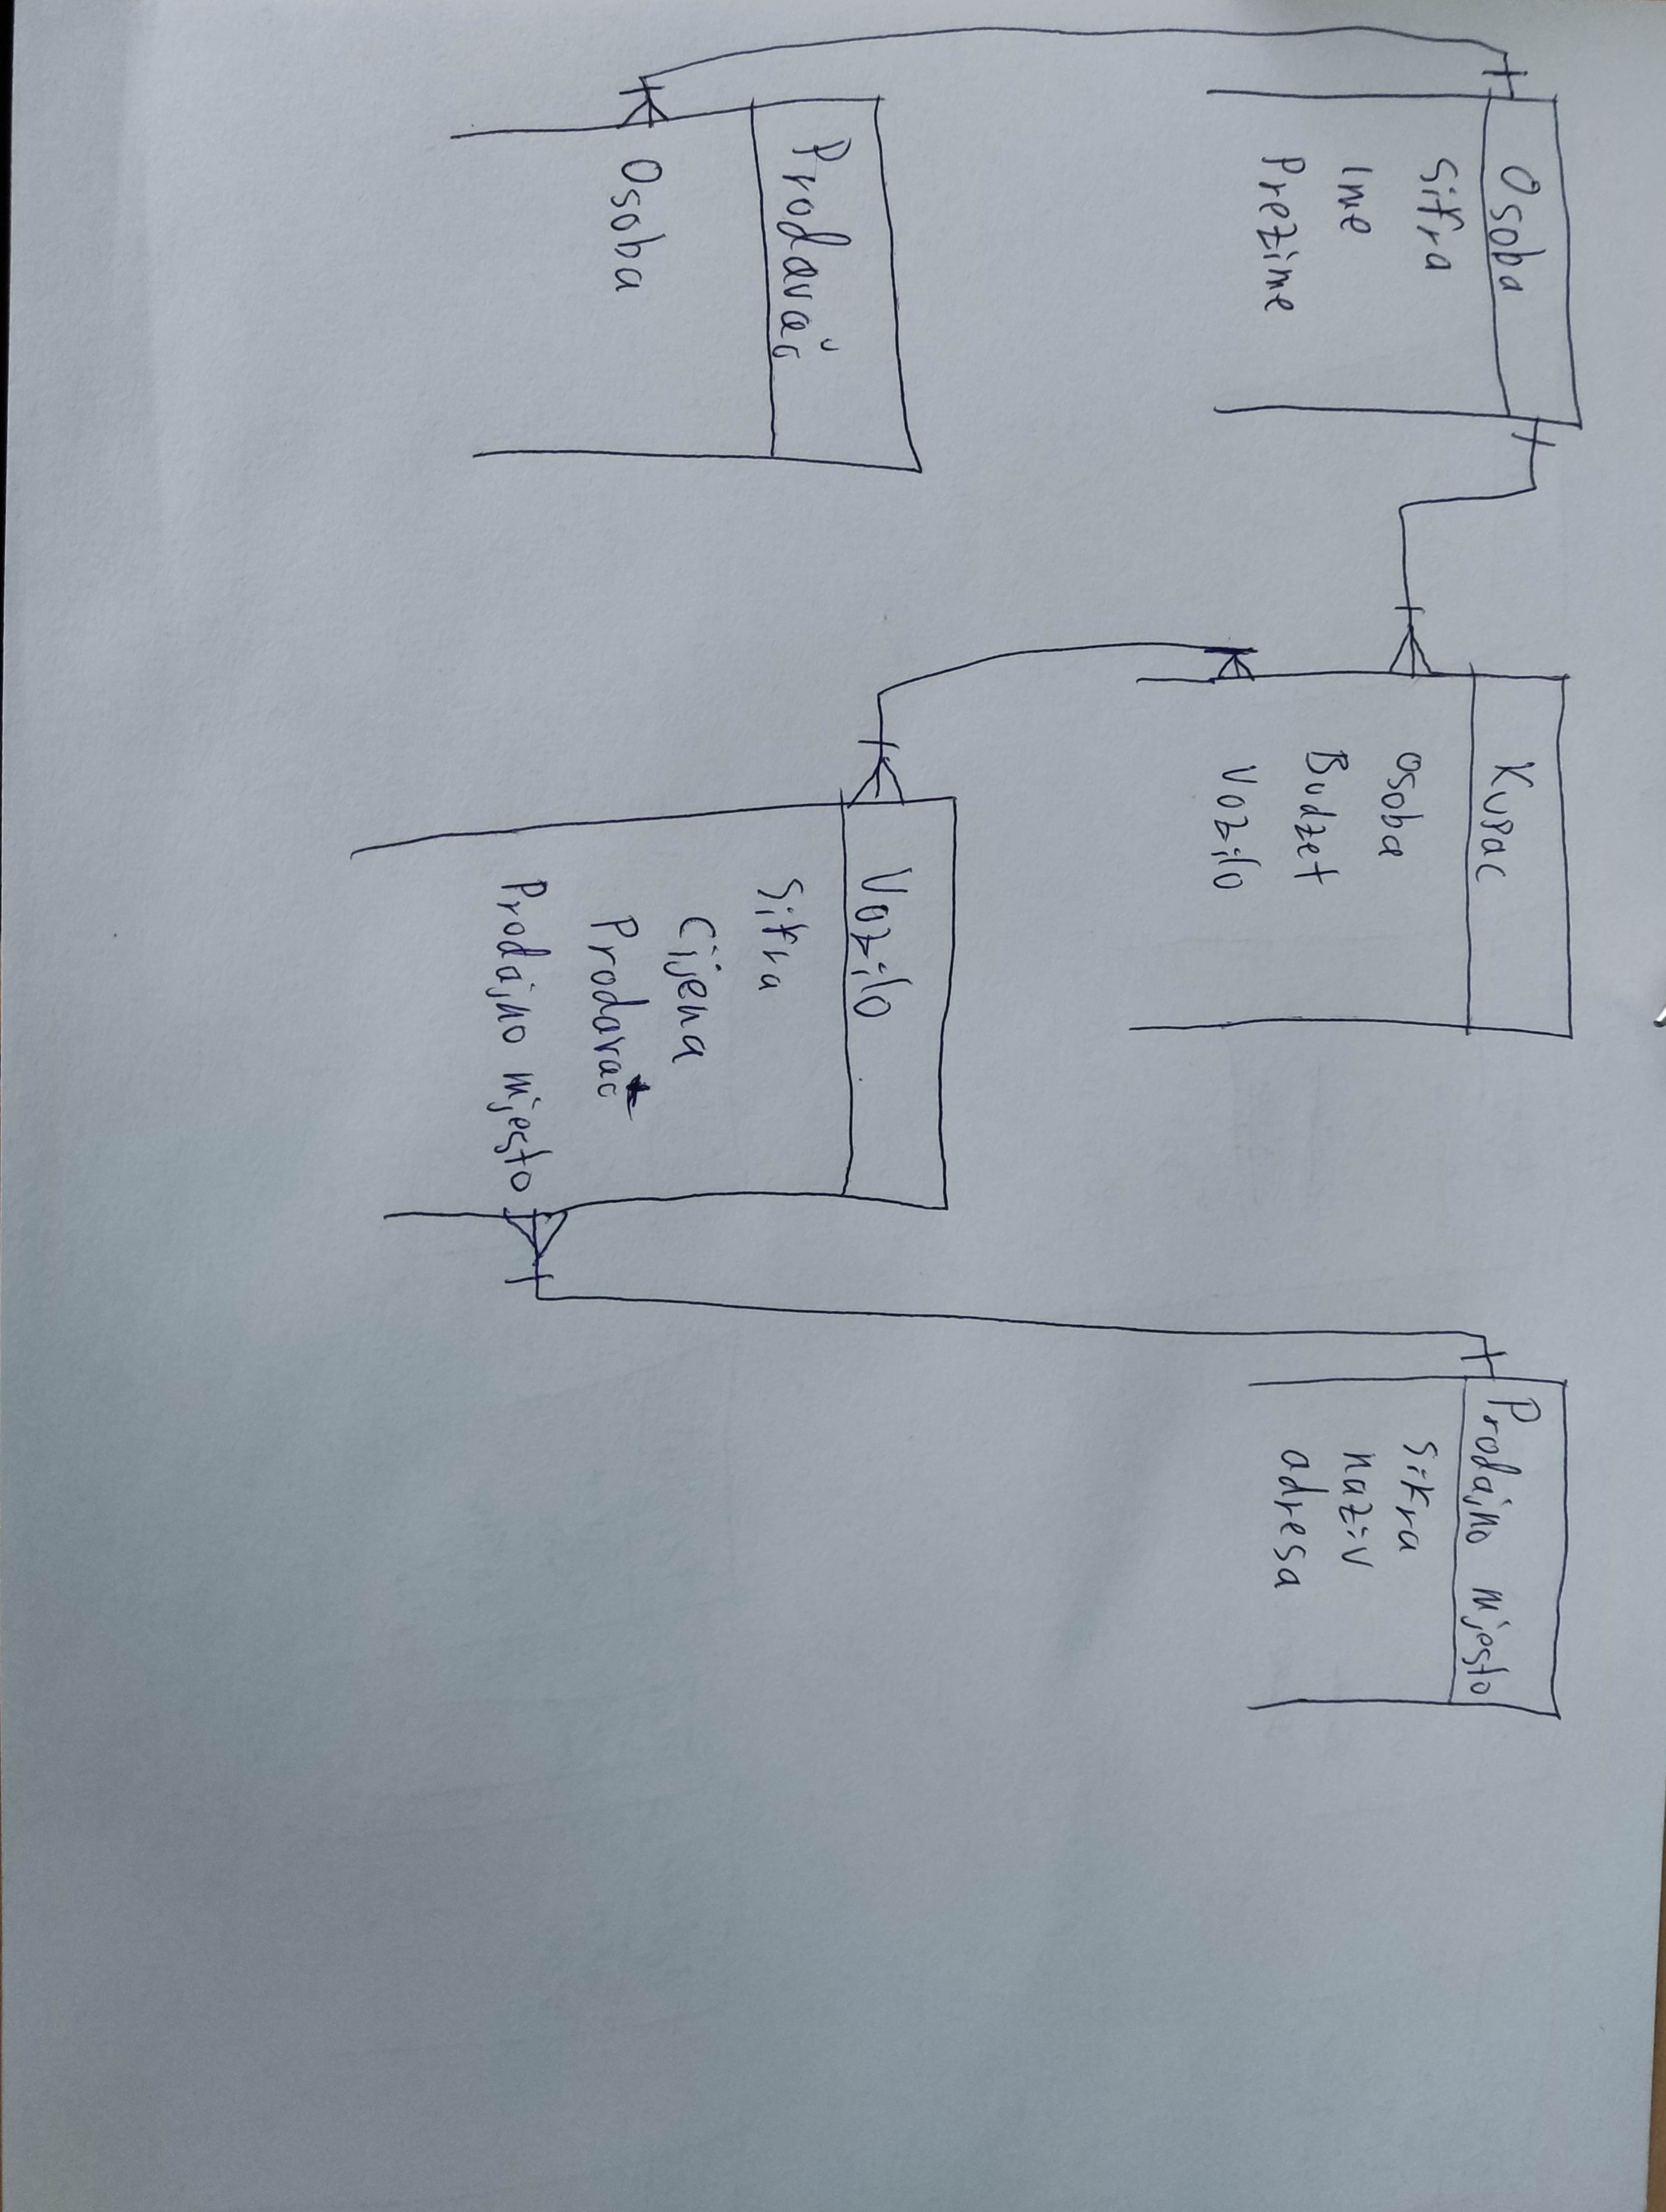 Osoba
Sifra
Ime
Prezime
Kupac
Osoba
Budzet
Vozilo
Prodajno mjesto
Sifra
naziv
adresa
Prodavač
Osoba
Vozilo
Sifra
Cijena
Prodavač
Prodajno mjesto